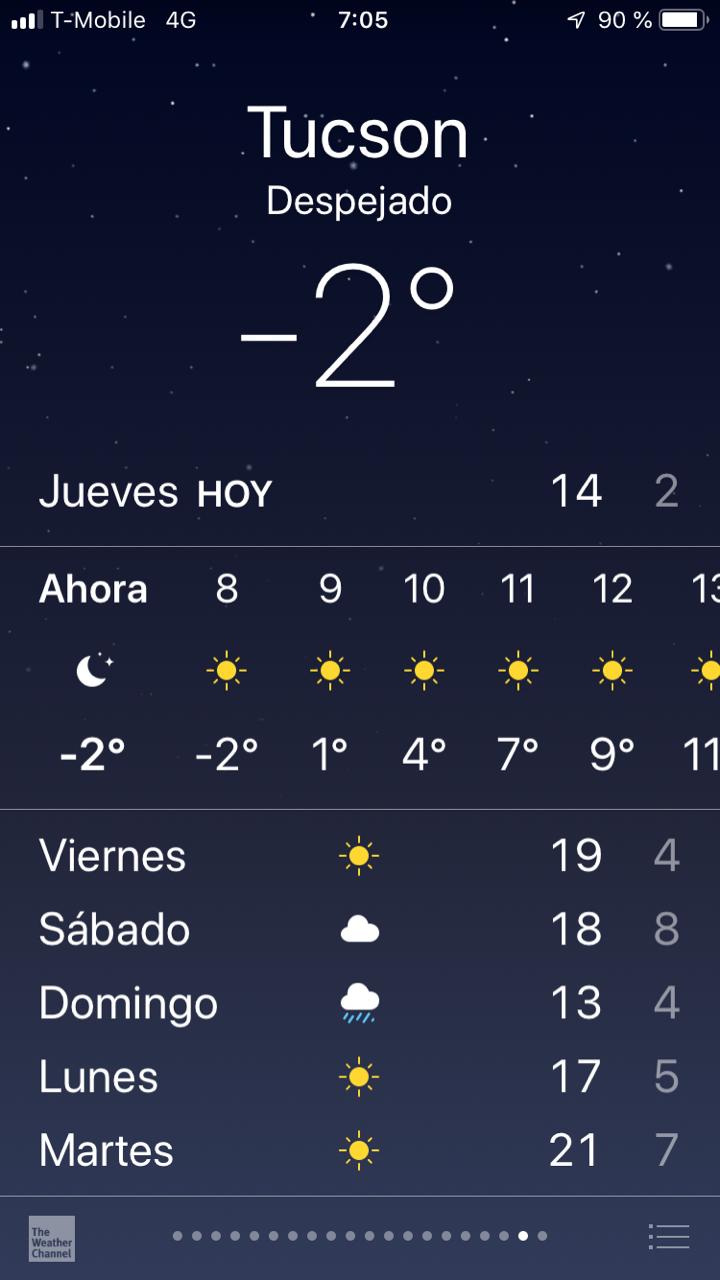 T-Mobile 4G 7:05 90 %
Tucson
Despejado
-2°
Jueves HOY 14 2
Ahora 8 9 10 11 12 13
-2° -2° 1° 4° 7° 9° 11
Viernes 19 4
Sábado 18 8
Domingo 13 4
Lunes 17 5
Martes 21 7
The
Weather
Channel